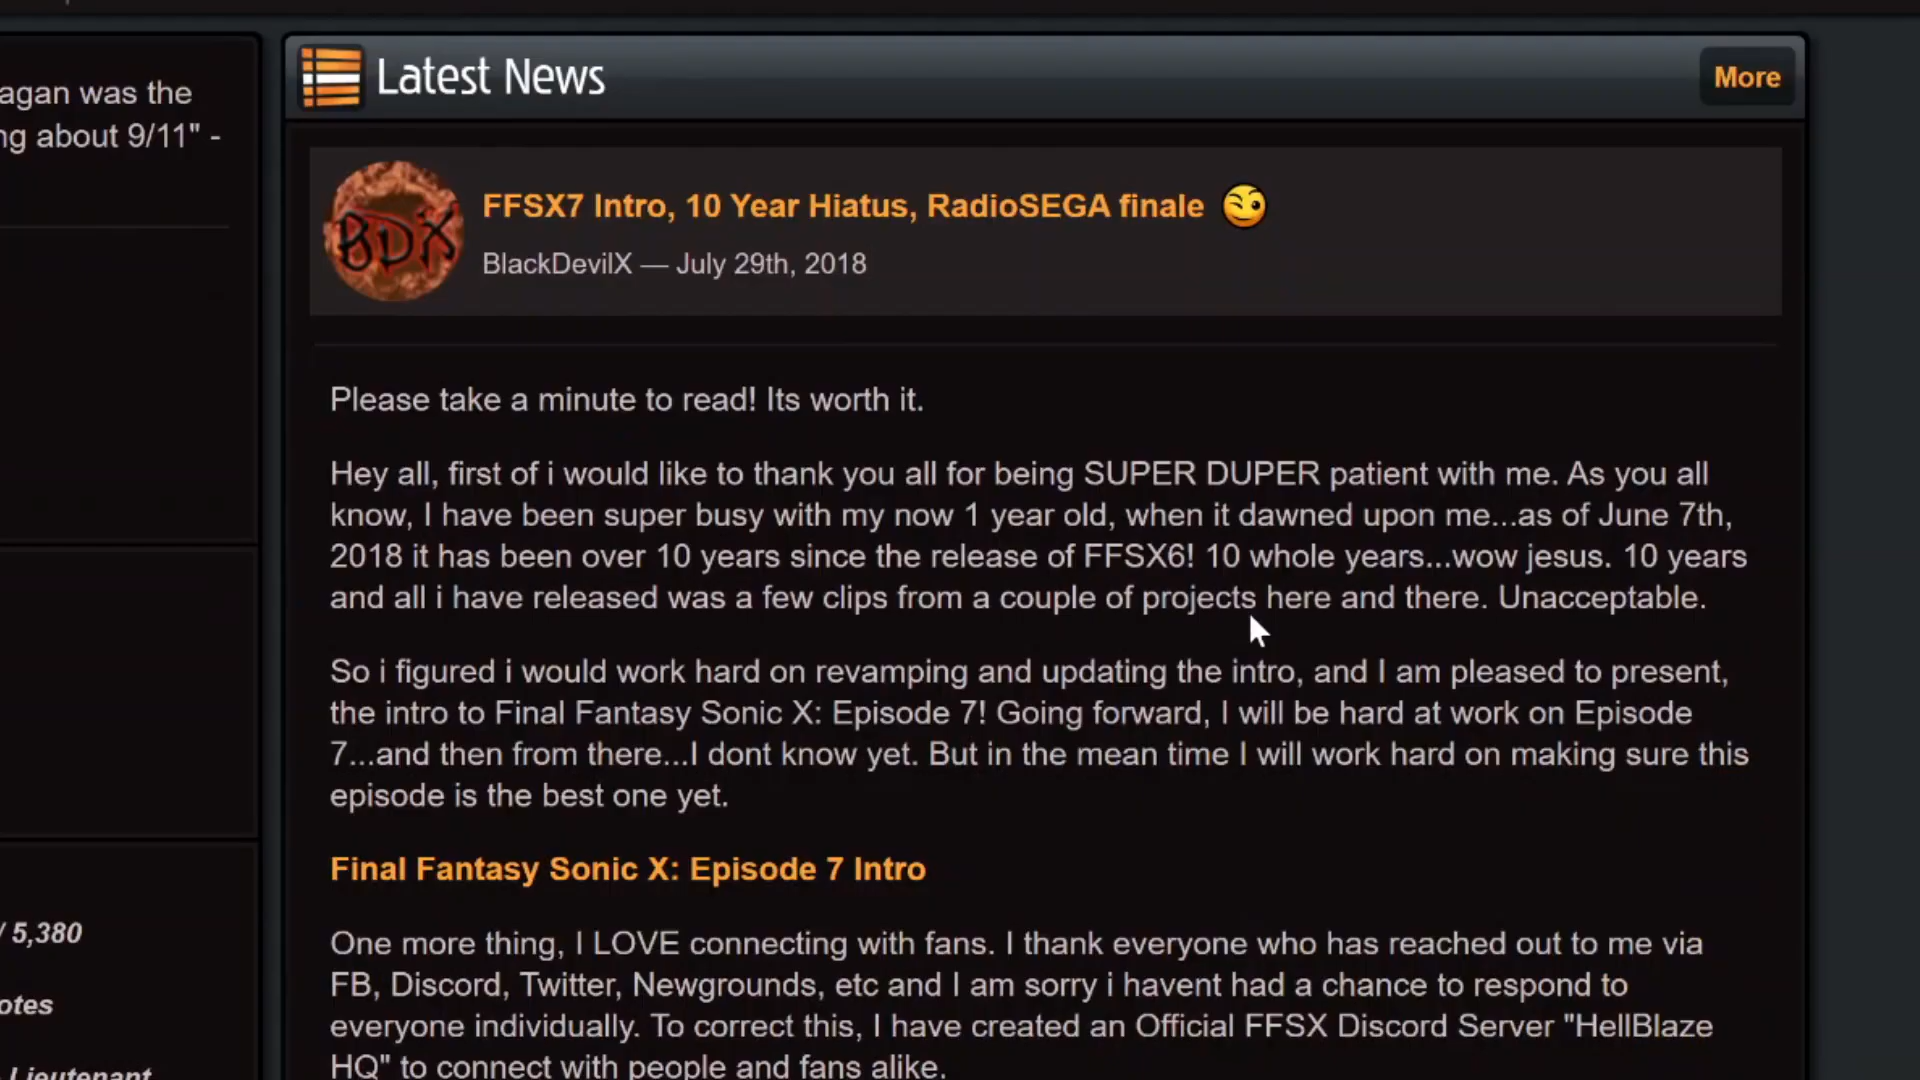 agan was the
ng about 9/11" -
/ 5,380
otes
Lieutenant
Latest News
More
BDX
FFSX7 Intro, 10 Year Hiatus, RadioSEGA finale
BlackDevilX — July 29th, 2018
Please take a minute to read! Its worth it.
Hey all, first of i would like to thank you all for being SUPER DUPER patient with me. As you all
know, I have been super busy with my now 1 year old, when it dawned upon me...as of June 7th,
2018 it has been over 10 years since the release of FFSX6! 10 whole years...wow jesus. 10 years
and all i have released was a few clips from a couple of projects here and there. Unacceptable.
So i figured i would work hard on revamping and updating the intro, and I am pleased to present,
the intro to Final Fantasy Sonic X: Episode 7! Going forward, I will be hard at work on Episode
7...and then from there...I dont know yet. But in the mean time I will work hard on making sure this
episode is the best one yet.
Final Fantasy Sonic X: Episode 7 Intro
One more thing, I LOVE connecting with fans. I thank everyone who has reached out to me via
FB, Discord, Twitter, Newgrounds, etc and I am sorry i havent had a chance to respond to
everyone individually. To correct this, I have created an Official FFSX Discord Server "HellBlaze
HQ" to connect with people and fans alike.